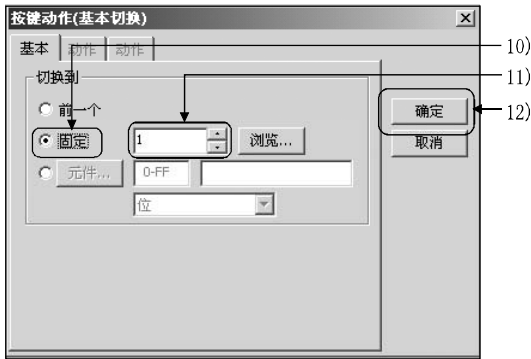 按键动作(基本切换)
基本 动作 动作
10)
切换到
11)
前一个
确定
12)
固定 1 浏览...
取消
元件... 0-FF
位